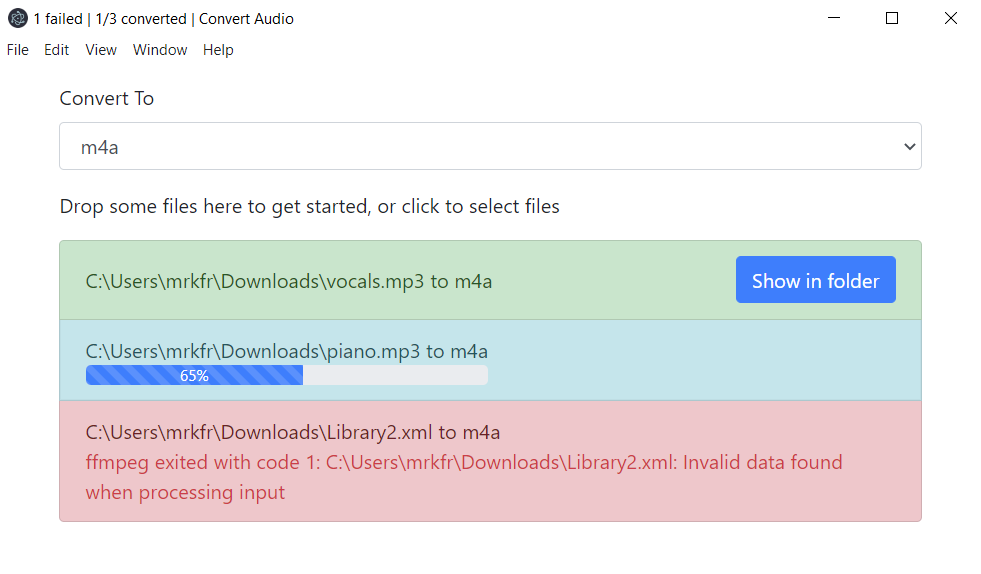 1 failed | 1/3 converted | Convert Audio
File Edit View Window Help
Convert To
m4a
Drop some files here to get started, or click to select files
C:\Users\mrkfr\Downloads\vocals.mp3 to m4a
Show in folder
C:\Users\mrkfr\Downloads\piano.mp3 to m4a
65%
C:\Users\mrkfr\Downloads\Library2.xml to m4a
ffmpeg exited with code 1: C:\Users\mrkfr\Downloads\Library2.xml: Invalid data found
when processing input